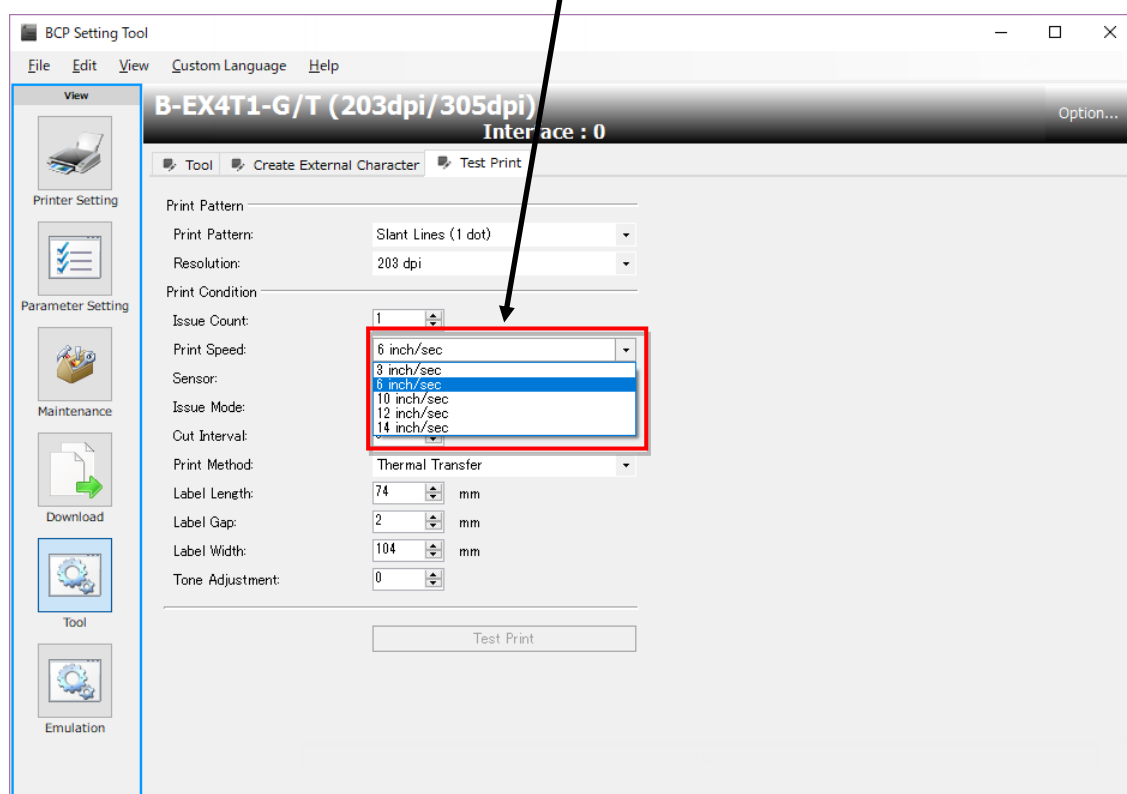 BCP Setting Tool
File Edit View Custom Language Help
View
B-EX4T1-G/T (203dpi/305dpi)
Interface : 0
Option...
Tool Create External Character Test Print
Printer Setting
Parameter Setting
Maintenance
Download
Tool
Emulation
Print Pattern
Print Pattern: Slant Lines (1 dot)
Resolution: 203 dpi
Print Condition
Issue Count: 1
Print Speed: 6 inch/sec
3 inch/sec
6 inch/sec
10 inch/sec
12 inch/sec
14 inch/sec
Sensor:
Issue Mode:
Cut Interval:
Print Method: Thermal Transfer
Label Length: 74 mm
Label Gap: 2 mm
Label Width: 104 mm
Tone Adjustment: 0
Test Print